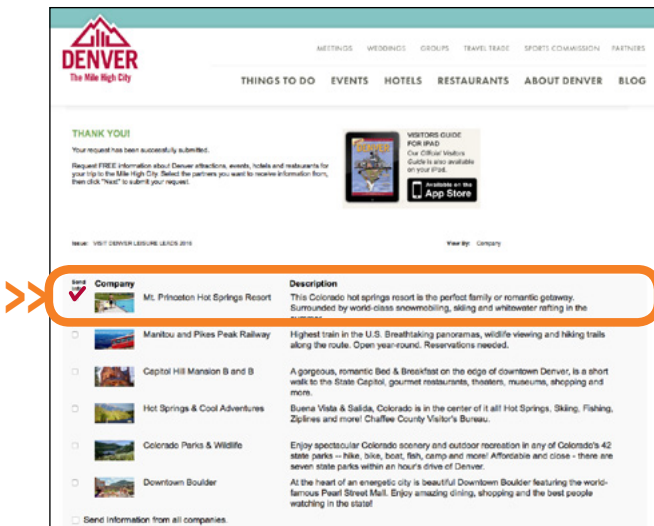 DENVER
The Mile High City
MEETINGS WEDDINGS GROUPS TRAVEL TRADE SPORTS COMMISSION PARTNERS
THINGS TO DO EVENTS HOTELS RESTAURANTS ABOUT DENVER BLOG
THANK YOU!
Your request has been successfully submitted.
Request FREE information about Denver attractions, events, hotels and restaurants for
your trip to the Mile High City. Select the partners you want to receive information from,
then click "Next" to submit your request.
DENVER
VISITORS GUIDE
FOR IPAD
Our Official Visitors
Guide is also available
on your iPad.
Available on the
App Store
Issue: VISIT DENVER LEISURE LEADS 2016
View By: Company
Send
Info
Company Description
Mt. Princeton Hot Springs Resort
This Colorado hot springs resort is the perfect family or romantic getaway.
Surrounded by world-class snowmobiling, skiing and whitewater rafting in the
summer.
Manitou and Pikes Peak Railway
Highest train in the U.S. Breathtaking panoramas, wildlife viewing and hiking trails
along the route. Open year-round. Reservations needed.
Capitol Hill Mansion B and B
A gorgeous, romantic Bed & Breakfast on the edge of downtown Denver, is a short
walk to the State Capitol, gourmet restaurants, theaters, museums, shopping and
more.
Hot Springs & Cool Adventures
Buena Vista & Salida, Colorado is in the center of it all! Hot Springs, Skiing, Fishing,
Ziplines and more! Chaffee County Visitor's Bureau.
Colorado Parks & Wildlife
Enjoy spectacular Colorado scenery and outdoor recreation in any of Colorado's 42
state parks -- hike, bike, boat, fish, camp and more! Affordable and close - there are
seven state parks within an hour's drive of Denver.
Downtown Boulder
At the heart of an energetic city is beautiful Downtown Boulder featuring the world-
famous Pearl Street Mall. Enjoy amazing dining, shopping and the best people
watching in the state!
Send Information from all companies.